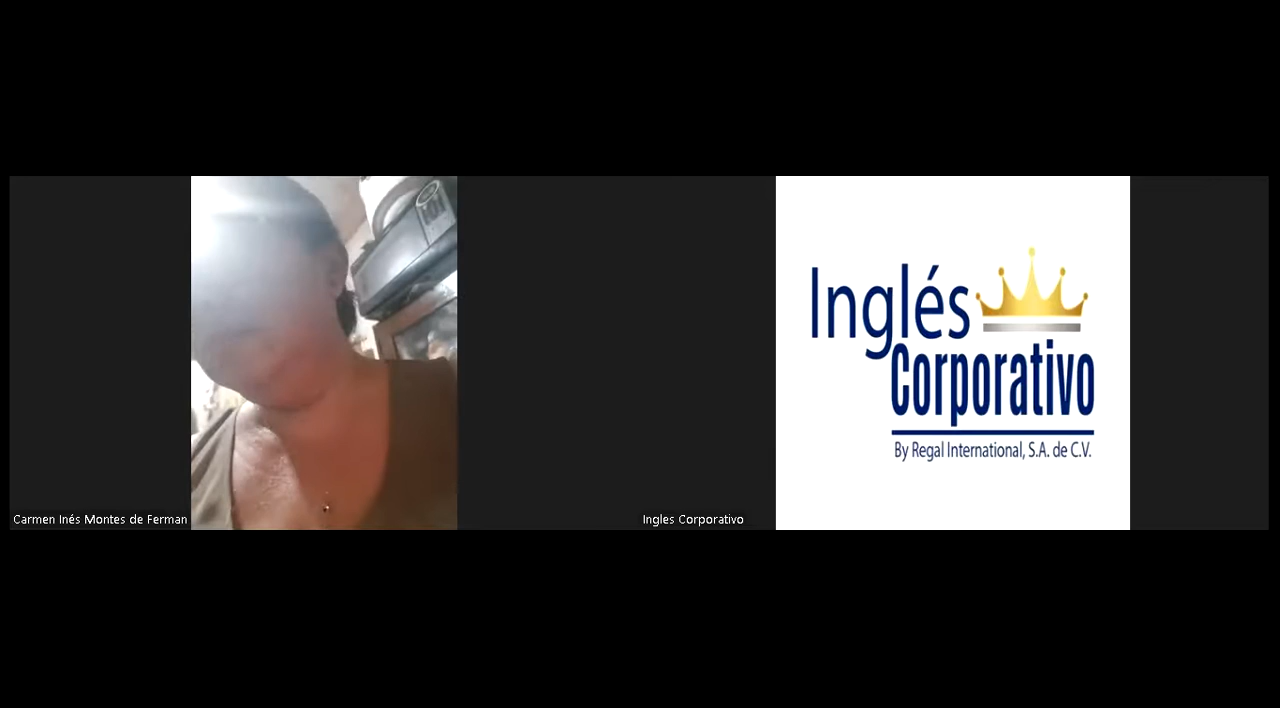 Inglés
Corporativo
By Regal International, S.A. de C.V.
Carmen Inés Montes de Ferman
Ingles Corporativo